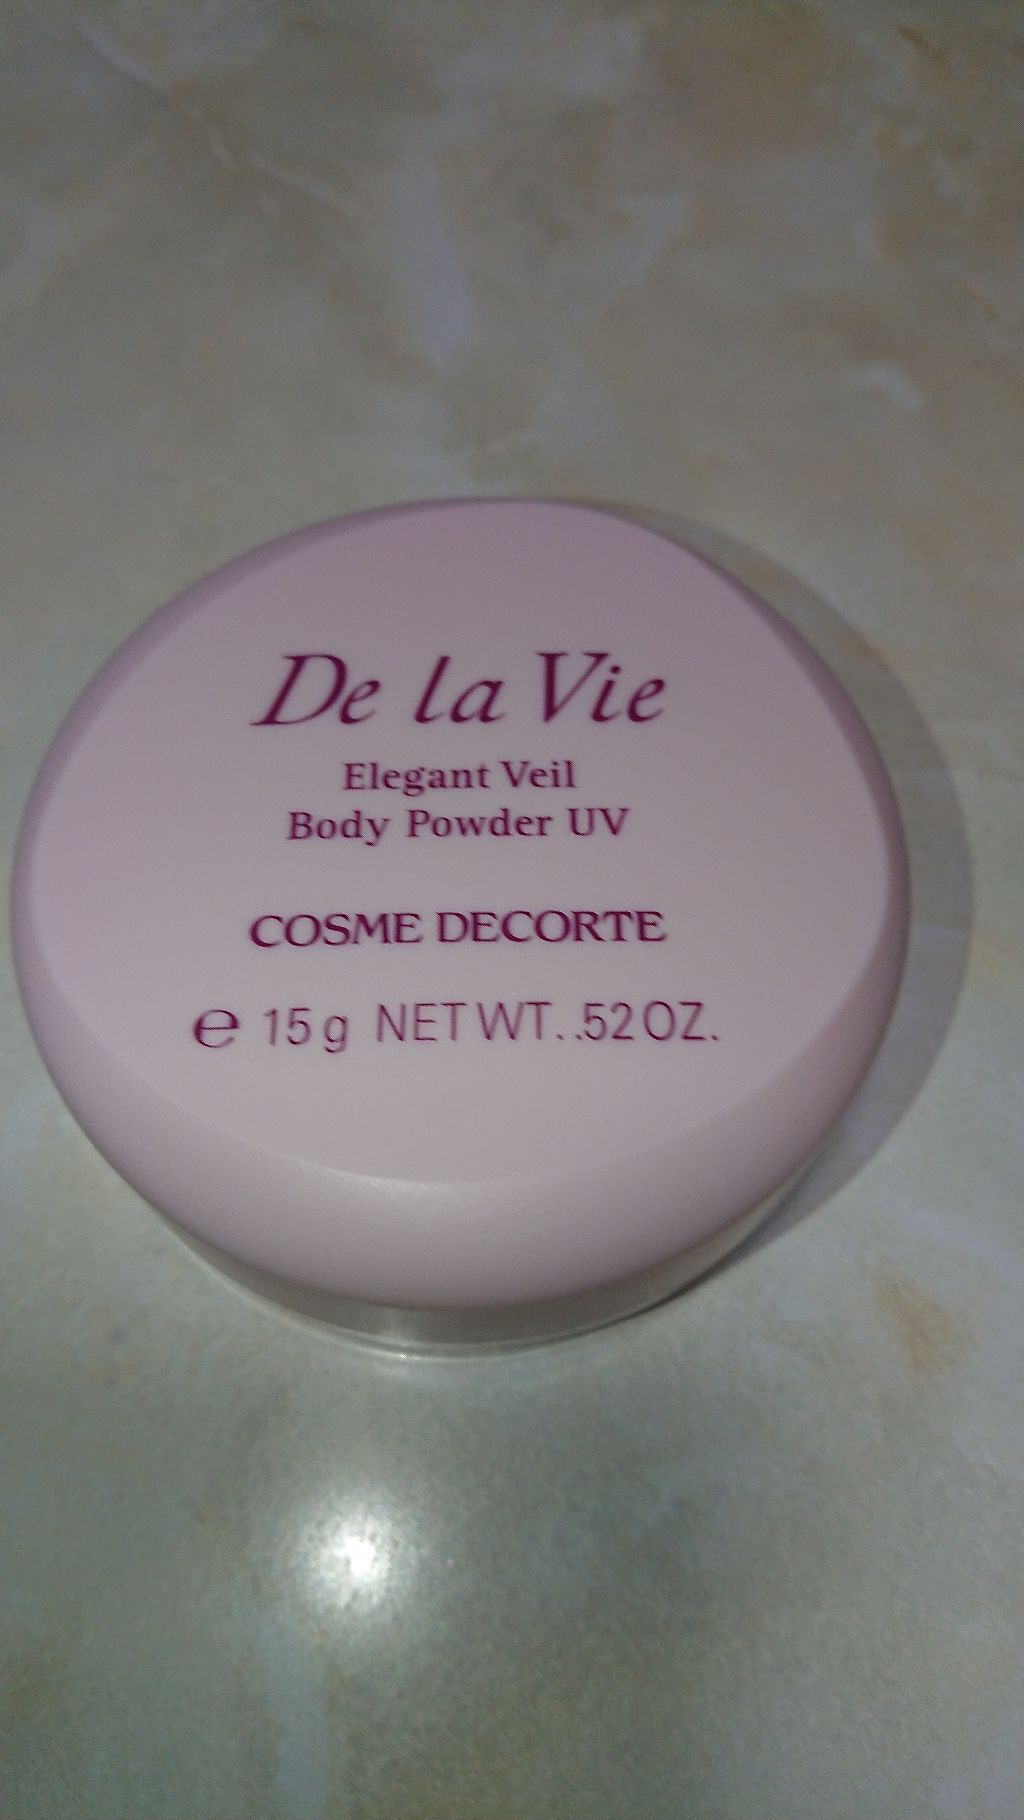 De la Vie
Elegant Veil
Body Powder UV
COSME DECORTE
℮ 15g NET WT. .52 OZ.